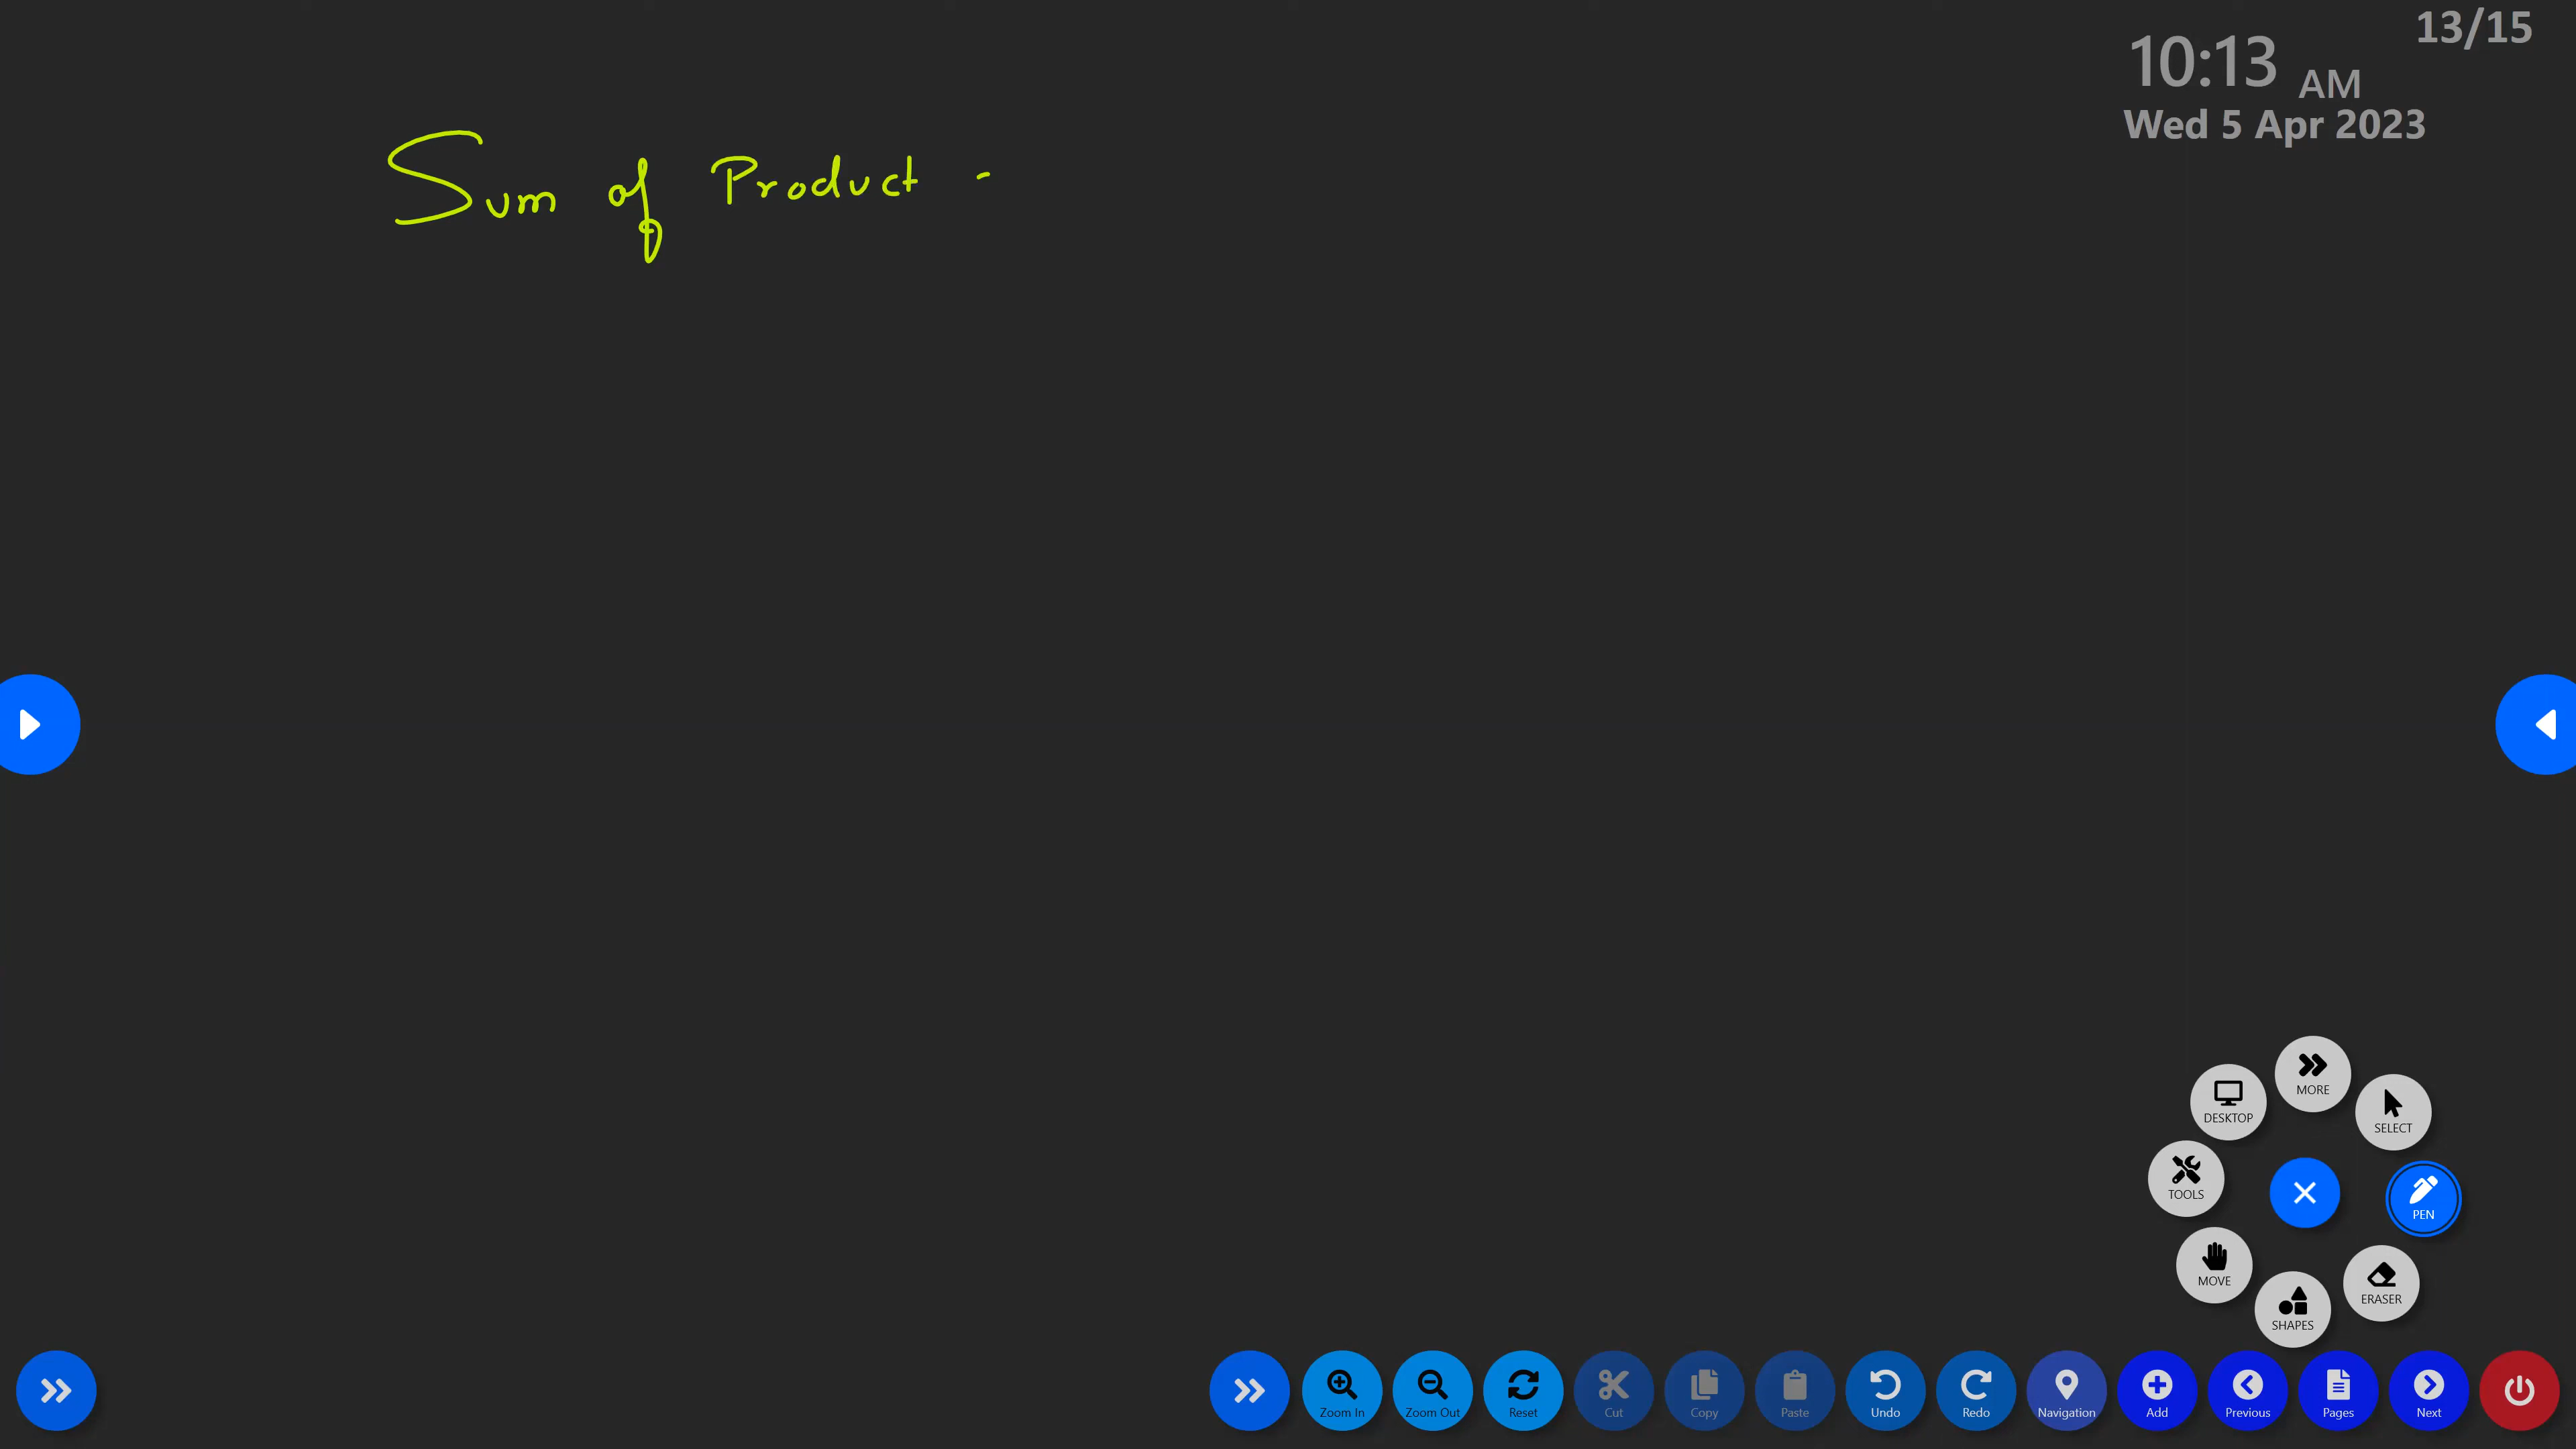 13/15
10:13 AM
Wed 5 Apr 2023
Sum of Product -
MORE
DESKTOP
SELECT
TOOLS
PEN
MOVE
ERASER
SHAPES
Zoom In Zoom Out Reset Cut Copy Paste Undo Redo Navigation Add Previous Pages Next